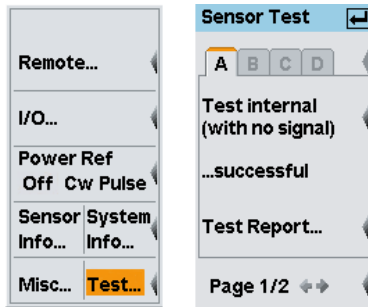 Remote...
I/O...
Power Ref
Off Cw Pulse
Sensor Info...
System Info...
Misc...
Test...
Sensor Test
A B C D
Test internal
(with no signal)
...successful
Test Report...
Page 1/2